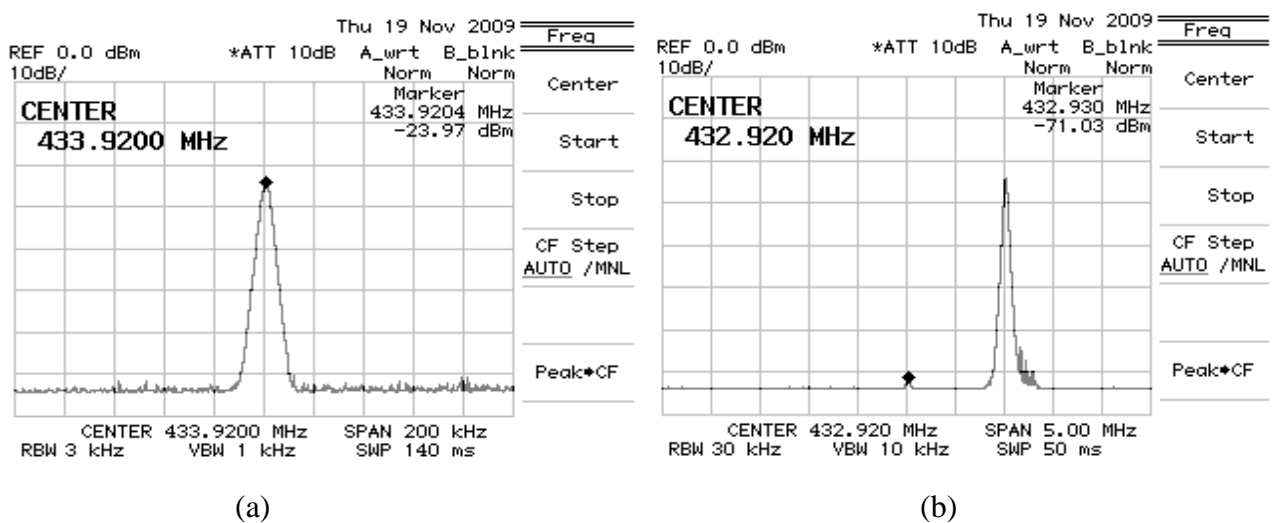 Thu 19 Nov 2009
Freq
REF 0.0 dBm *ATT 10dB A_wrt B_blnk
10dB/ Norm Norm
Marker
433.9204 MHz
-23.97 dBm
CENTER
433.9200 MHz
Center
Start
Stop
CF Step
AUTO /MNL
Peak➧CF
CENTER 433.9200 MHz SPAN 200 kHz
RBW 3 kHz VBW 1 kHz SWP 140 ms
(a)
Thu 19 Nov 2009
Freq
REF 0.0 dBm *ATT 10dB A_wrt B_blnk
10dB/ Norm Norm
Marker
432.930 MHz
-71.03 dBm
CENTER
432.920 MHz
Center
Start
Stop
CF Step
AUTO /MNL
Peak➧CF
CENTER 432.920 MHz SPAN 5.00 MHz
RBW 30 kHz VBW 10 kHz SWP 50 ms
(b)